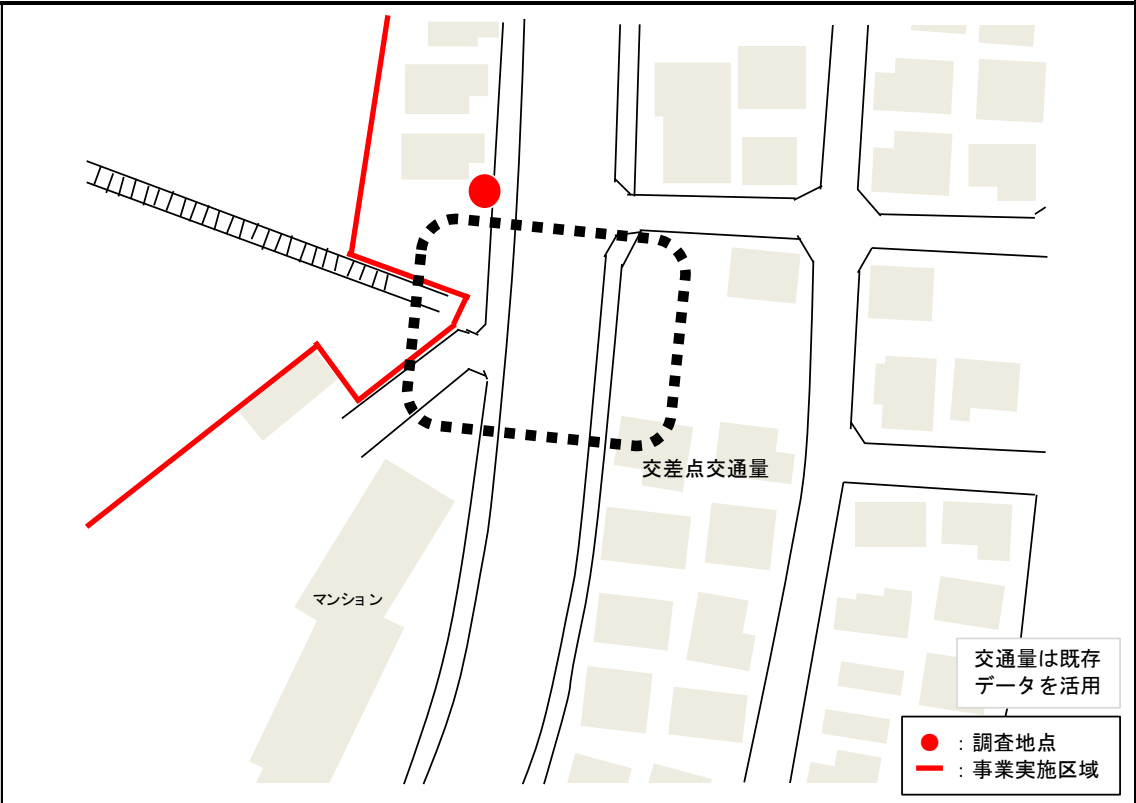 交差点交通量
マンション
交通量は既存
データを活用
：調査地点
：事業実施区域